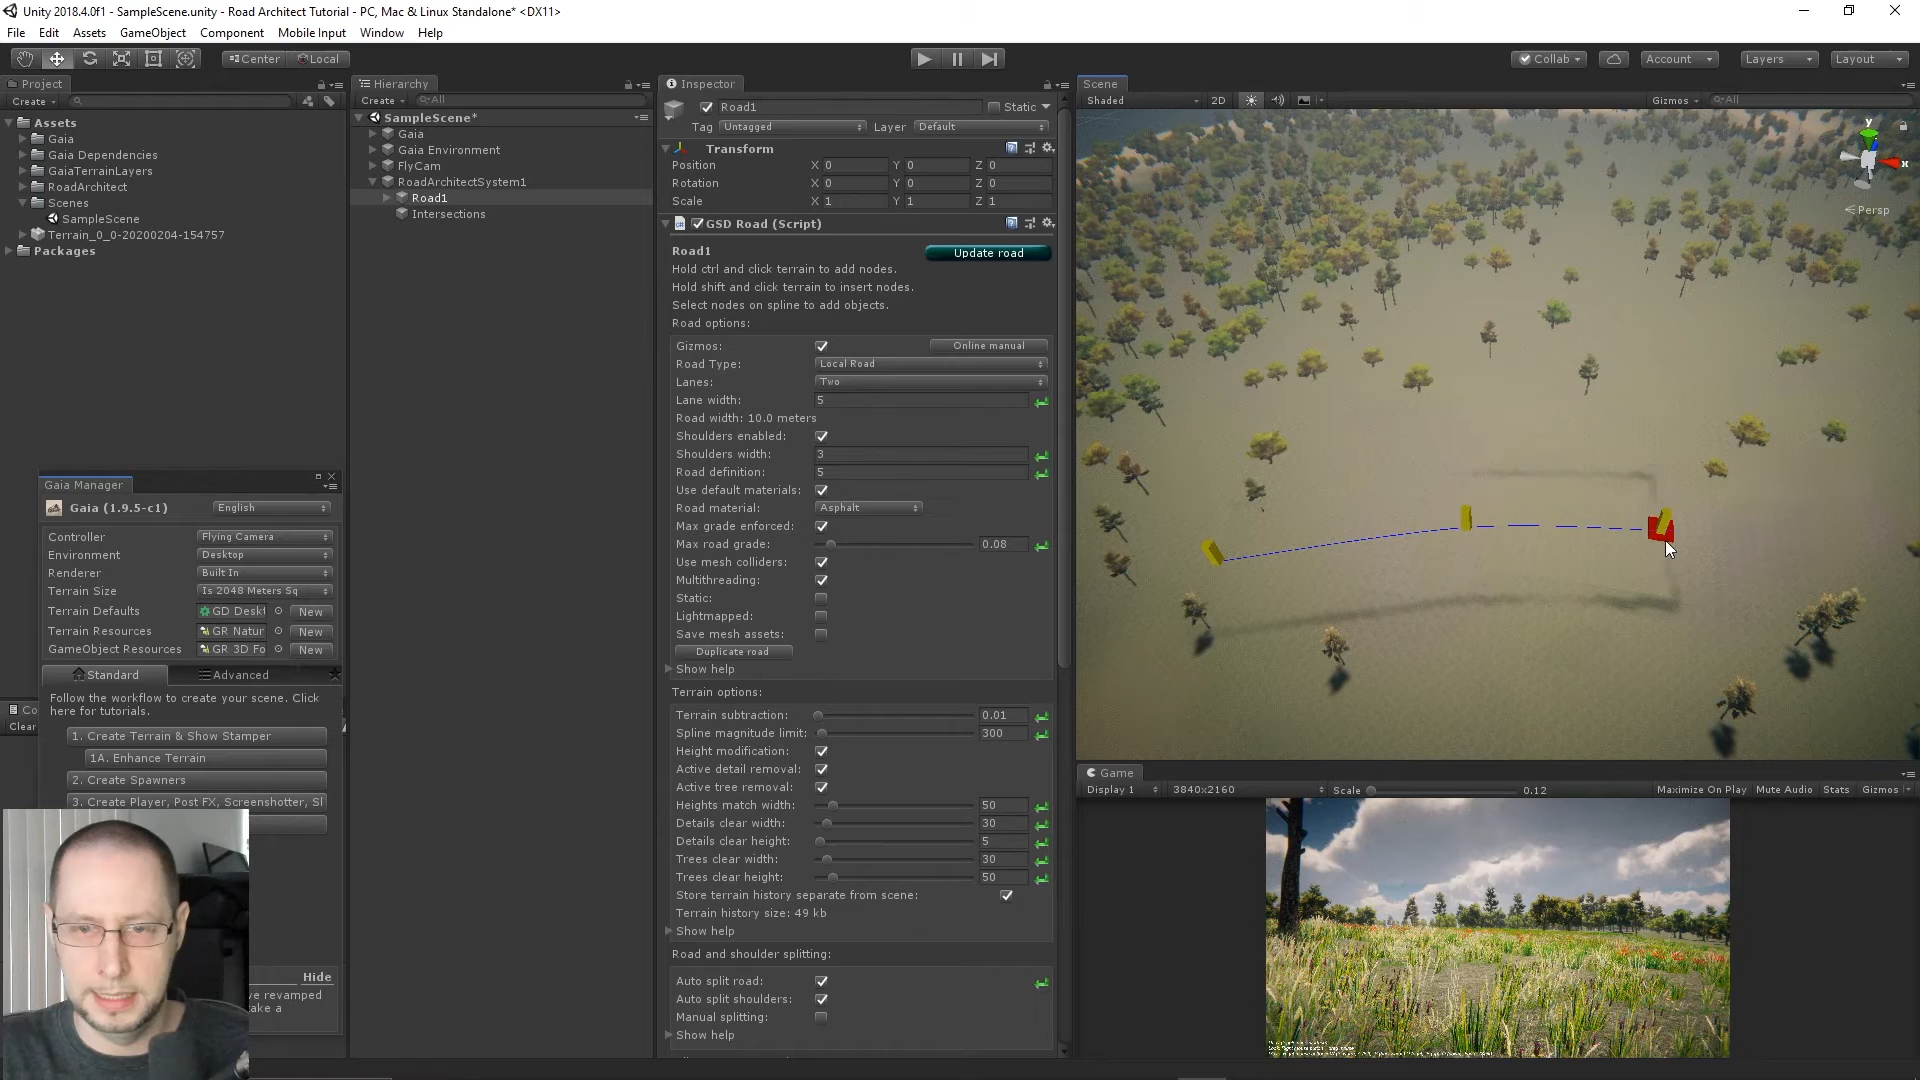 Unity 2018.4.0f1 - SampleScene.unity - Road Architect Tutorial - PC, Mac & Linux Standalone* <DX11>
File Edit Assets GameObject Component Mobile Input Window Help
Center Local Collab Account Layers Layout
Project
Create
Assets
Gaia
Gaia Dependencies
GaiaTerrainLayers
RoadArchitect
Scenes
SampleScene
Terrain_0_0-20200204-154757
Packages
Gaia Manager
Gaia (1.9.5-c1) English
Controller Flying Camera
Environment Desktop
Renderer Built In
Terrain Size Is 2048 Meters Sq
Terrain Defaults GD Deskt New
Terrain Resources GR Natur New
GameObject Resources GR 3D Fo New
Standard Advanced
Follow the workflow to create your scene. Click
here for tutorials.
1. Create Terrain & Show Stamper
1A. Enhance Terrain
2. Create Spawners
3. Create Player, Post FX, Screenshotter, Sl
Co
Clear
Hide
ve revamped
take a
Hierarchy
Create All
SampleScene*
Gaia
Gaia Environment
FlyCam
RoadArchitectSystem1
Road1
Intersections
Inspector
Road1 Static
Tag Untagged Layer Default
Transform
Position X 0 Y 0 Z 0
Rotation X 0 Y 0 Z 0
Scale X 1 Y 1 Z 1
GSD Road (Script)
Road1 Update road
Hold ctrl and click terrain to add nodes.
Hold shift and click terrain to insert nodes.
Select nodes on spline to add objects.
Road options:
Gizmos: Online manual
Road Type: Local Road
Lanes: Two
Lane width: 5
Road width: 10.0 meters
Shoulders enabled:
Shoulders width: 3
Road definition: 5
Use default materials:
Road material: Asphalt
Max grade enforced:
Max road grade: 0.08
Use mesh colliders:
Multithreading:
Static:
Lightmapped:
Save mesh assets:
Duplicate road
Show help
Terrain options:
Terrain subtraction: 0.01
Spline magnitude limit: 300
Height modification:
Active detail removal:
Active tree removal:
Heights match width: 50
Details clear width: 30
Details clear height: 5
Trees clear width: 30
Trees clear height: 50
Store terrain history separate from scene:
Terrain history size: 49 kb
Show help
Road and shoulder splitting:
Auto split road:
Auto split shoulders:
Manual splitting:
Show help
Scene
Shaded 2D Gizmos All
y
x
Persp
Game
Display 1 3840x2160 Scale 0.12 Maximize On Play Mute Audio Stats Gizmos